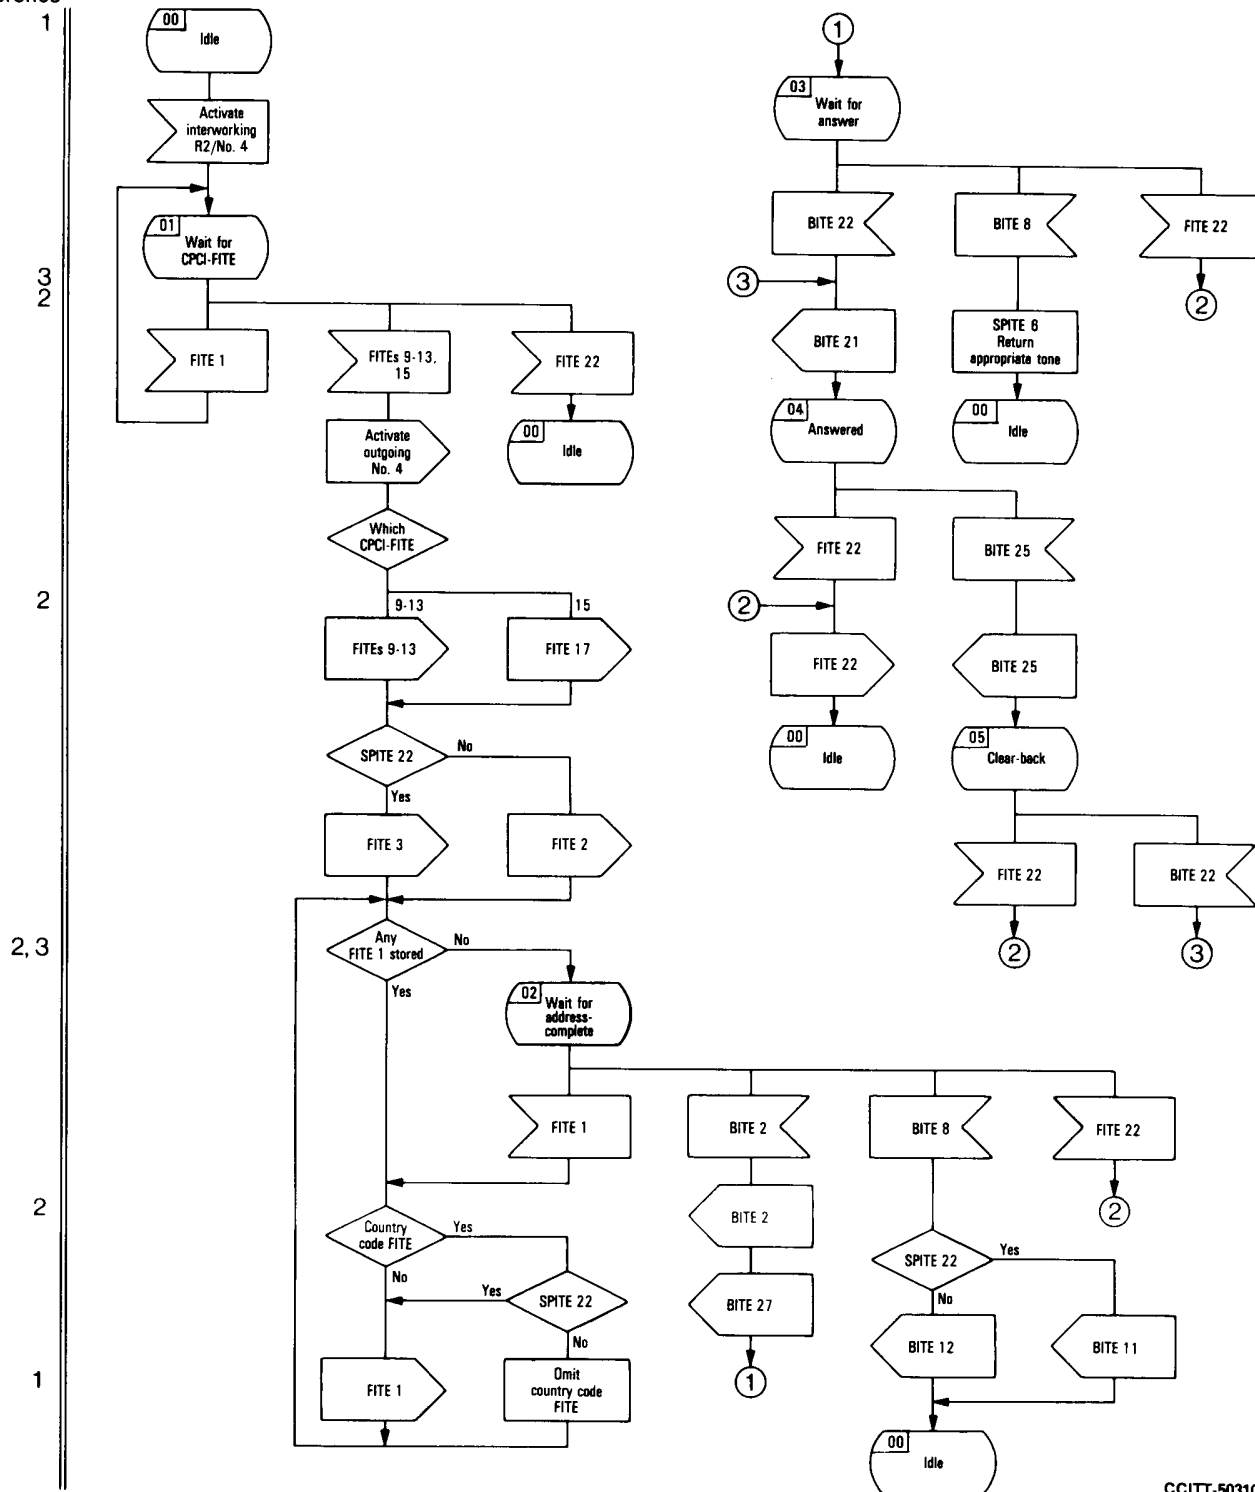 1
00
Idle
Activate
interworking
R2/No. 4
01
Wait for
CPCI-FITE
3
2
FITE 1
FITEs 9-13,
15
FITE 22
Activate
outgoing
No. 4
00
Idle
Which
CPCI-FITE
2
9-13
15
FITEs 9-13
FITE 17
SPITE 22
No
Yes
FITE 3
FITE 2
2, 3
Any
FITE 1 stored
No
Yes
02
Wait for
address-
complete
FITE 1
BITE 2
BITE 8
FITE 22
2
2
Country
code FITE
Yes
No
BITE 2
SPITE 22
Yes
No
SPITE 22
Yes
No
BITE 27
BITE 12
BITE 11
1
1
FITE 1
Omit
country code
FITE
00
Idle
1
03
Wait for
answer
BITE 22
BITE 8
FITE 22
3
2
BITE 21
SPITE 6
Return
appropriate tone
04
Answered
00
Idle
FITE 22
BITE 25
2
FITE 22
BITE 25
00
Idle
05
Clear-back
FITE 22
BITE 22
2
3